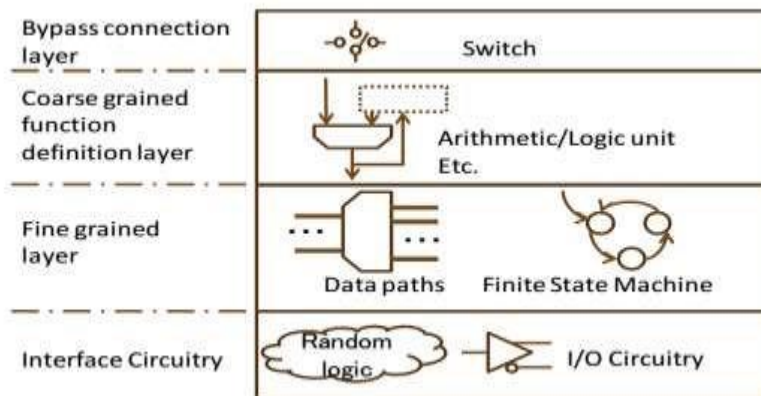 Bypass connection
layer
Switch
Coarse grained
function
definition layer
Arithmetic/Logic unit
Etc.
Fine grained
layer
Data paths
Finite State Machine
Interface Circuitry
Random
logic
I/O Circuitry